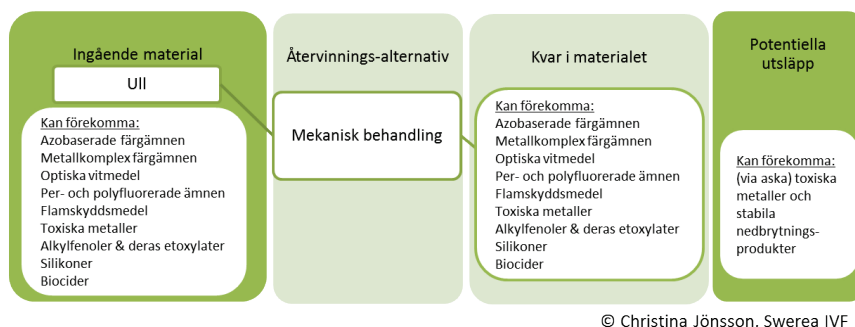 Ingående material
Ull
Kan förekomma:
Azobaserade färgämnen
Metallkomplex färgämnen
Optiska vitmedel
Per- och polyfluorerade ämnen
Flamskyddsmedel
Toxiska metaller
Alkylfenoler & deras etoxylater
Silikoner
Biocider
Återvinnings-alternativ
Mekanisk behandling
Kvar i materialet
Kan förekomma:
Azobaserade färgämnen
Metallkomplex färgämnen
Optiska vitmedel
Per- och polyfluorerade ämnen
Flamskyddsmedel
Toxiska metaller
Alkylfenoler & deras etoxylater
Silikoner
Biocider
Potentiella
utsläpp
Kan förekomma:
(via aska) toxiska
metaller och
stabila
nedbrytnings-
produkter
© Christina Jönsson, Swerea IVF